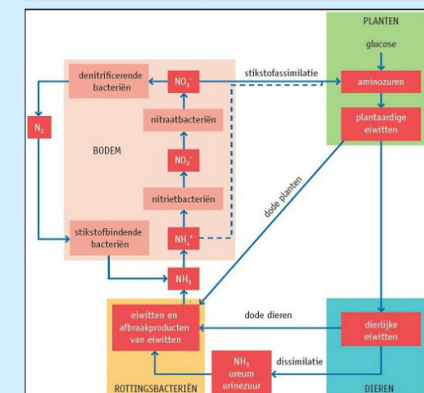 PLANTEN
glucose
denitrificerende
bacteriën
NO₃⁻
stikstofassimilatie
aminozuren
N₂
nitraatbacteriën
plantaardige
eiwitten
BODEM
NO₂⁻
nitrietbacteriën
dode planten
stikstofbindende
bacteriën
NH₄⁺
NH₃
eiwitten en
afbraakproducten
van eiwitten
dode dieren
dierlijke
eiwitten
dissimilatie
NH₃
ureum
urinezuur
ROTTINGSBACTERIËN
DIEREN